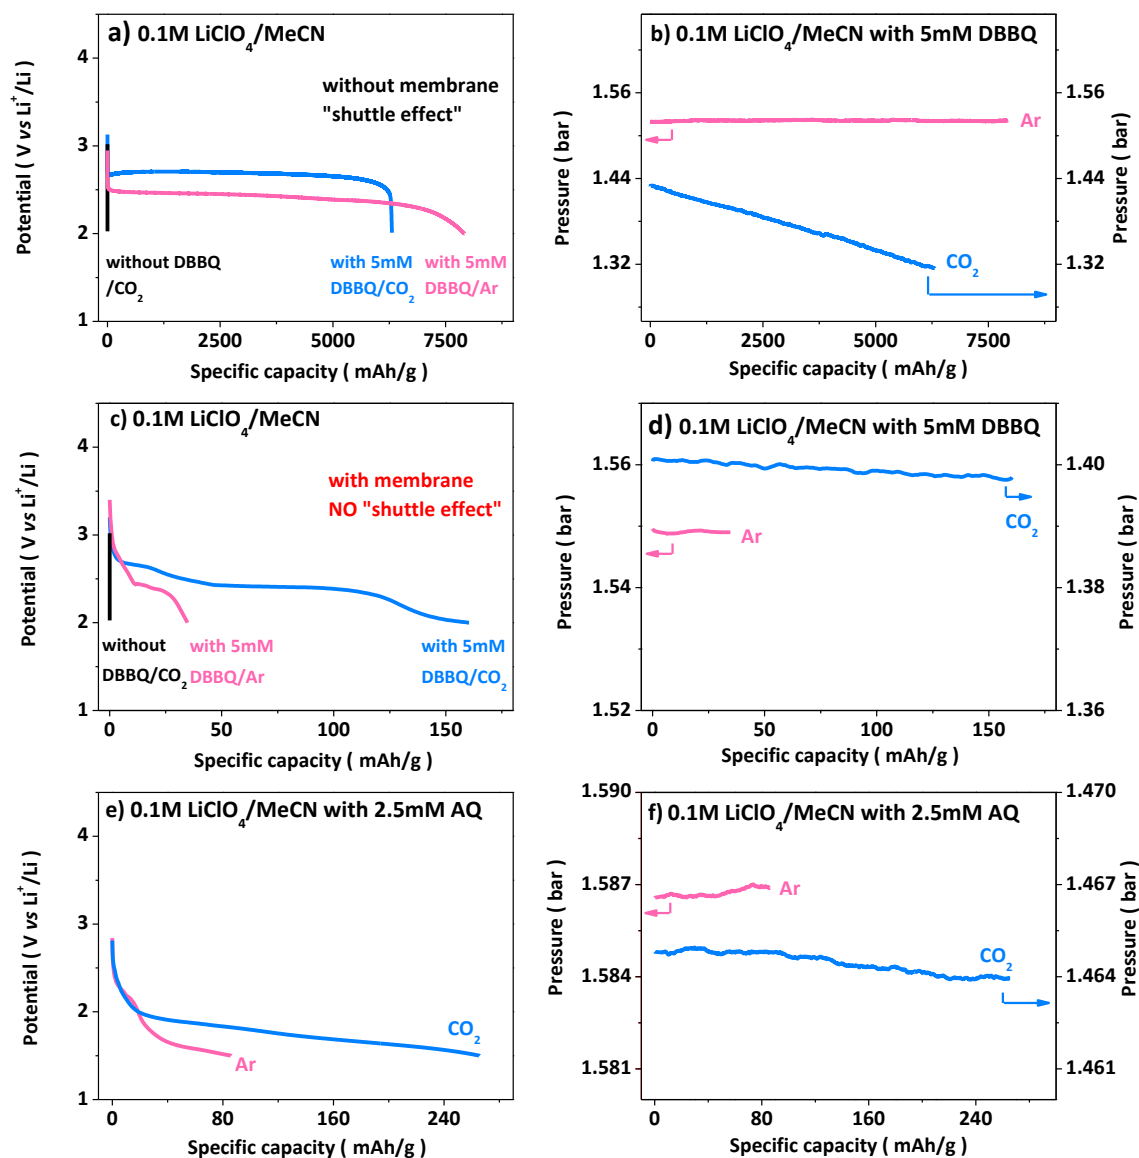 a) 0.1M LiClO₄/MeCN
without membrane
"shuttle effect"
without DBBQ
/CO₂
with 5mM
DBBQ/CO₂
with 5mM
DBBQ/Ar
Potential ( V vs Li⁺/Li)
4
3
2
1
0
2500
5000
7500
Specific capacity ( mAh/g )
b) 0.1M LiClO₄/MeCN with 5mM DBBQ
Pressure ( bar )
1.56
1.44
1.32
Ar
CO₂
1.56
1.44
1.32
Pressure ( bar)
0
2500
5000
7500
Specific capacity ( mAh/g )
c) 0.1M LiClO₄/MeCN
with membrane
NO "shuttle effect"
without
DBBQ/CO₂
with 5mM
DBBQ/Ar
with 5mM
DBBQ/CO₂
Potential ( V vs Li⁺/Li)
4
3
2
1
0
50
100
150
Specific capacity ( mAh/g )
d) 0.1M LiClO₄/MeCN with 5mM DBBQ
Pressure ( bar )
1.56
1.54
1.52
Ar
CO₂
1.40
1.38
1.36
Pressure ( bar )
0
50
100
150
Specific capacity ( mAh/g )
e) 0.1M LiClO₄/MeCN with 2.5mM AQ
Potential ( V vs Li⁺/Li)
4
3
2
1
CO₂
Ar
0
80
160
240
Specific capacity ( mAh/g )
f) 0.1M LiClO₄/MeCN with 2.5mM AQ
Pressure ( bar )
1.590
1.587
1.584
1.581
Ar
CO₂
1.470
1.467
1.464
1.461
Pressure ( bar )
0
80
160
240
Specific capacity ( mAh/g )